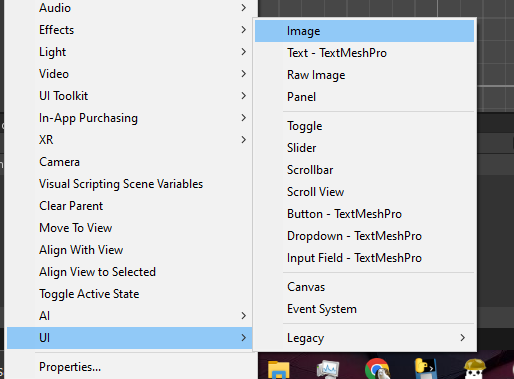 Audio
Effects
Light
Video
UI Toolkit
In-App Purchasing
XR
Camera
Visual Scripting Scene Variables
Clear Parent
Move To View
Align With View
Align View to Selected
Toggle Active State
AI
UI
Properties...
Image
Text - TextMeshPro
Raw Image
Panel
Toggle
Slider
Scrollbar
Scroll View
Button - TextMeshPro
Dropdown - TextMeshPro
Input Field - TextMeshPro
Canvas
Event System
Legacy